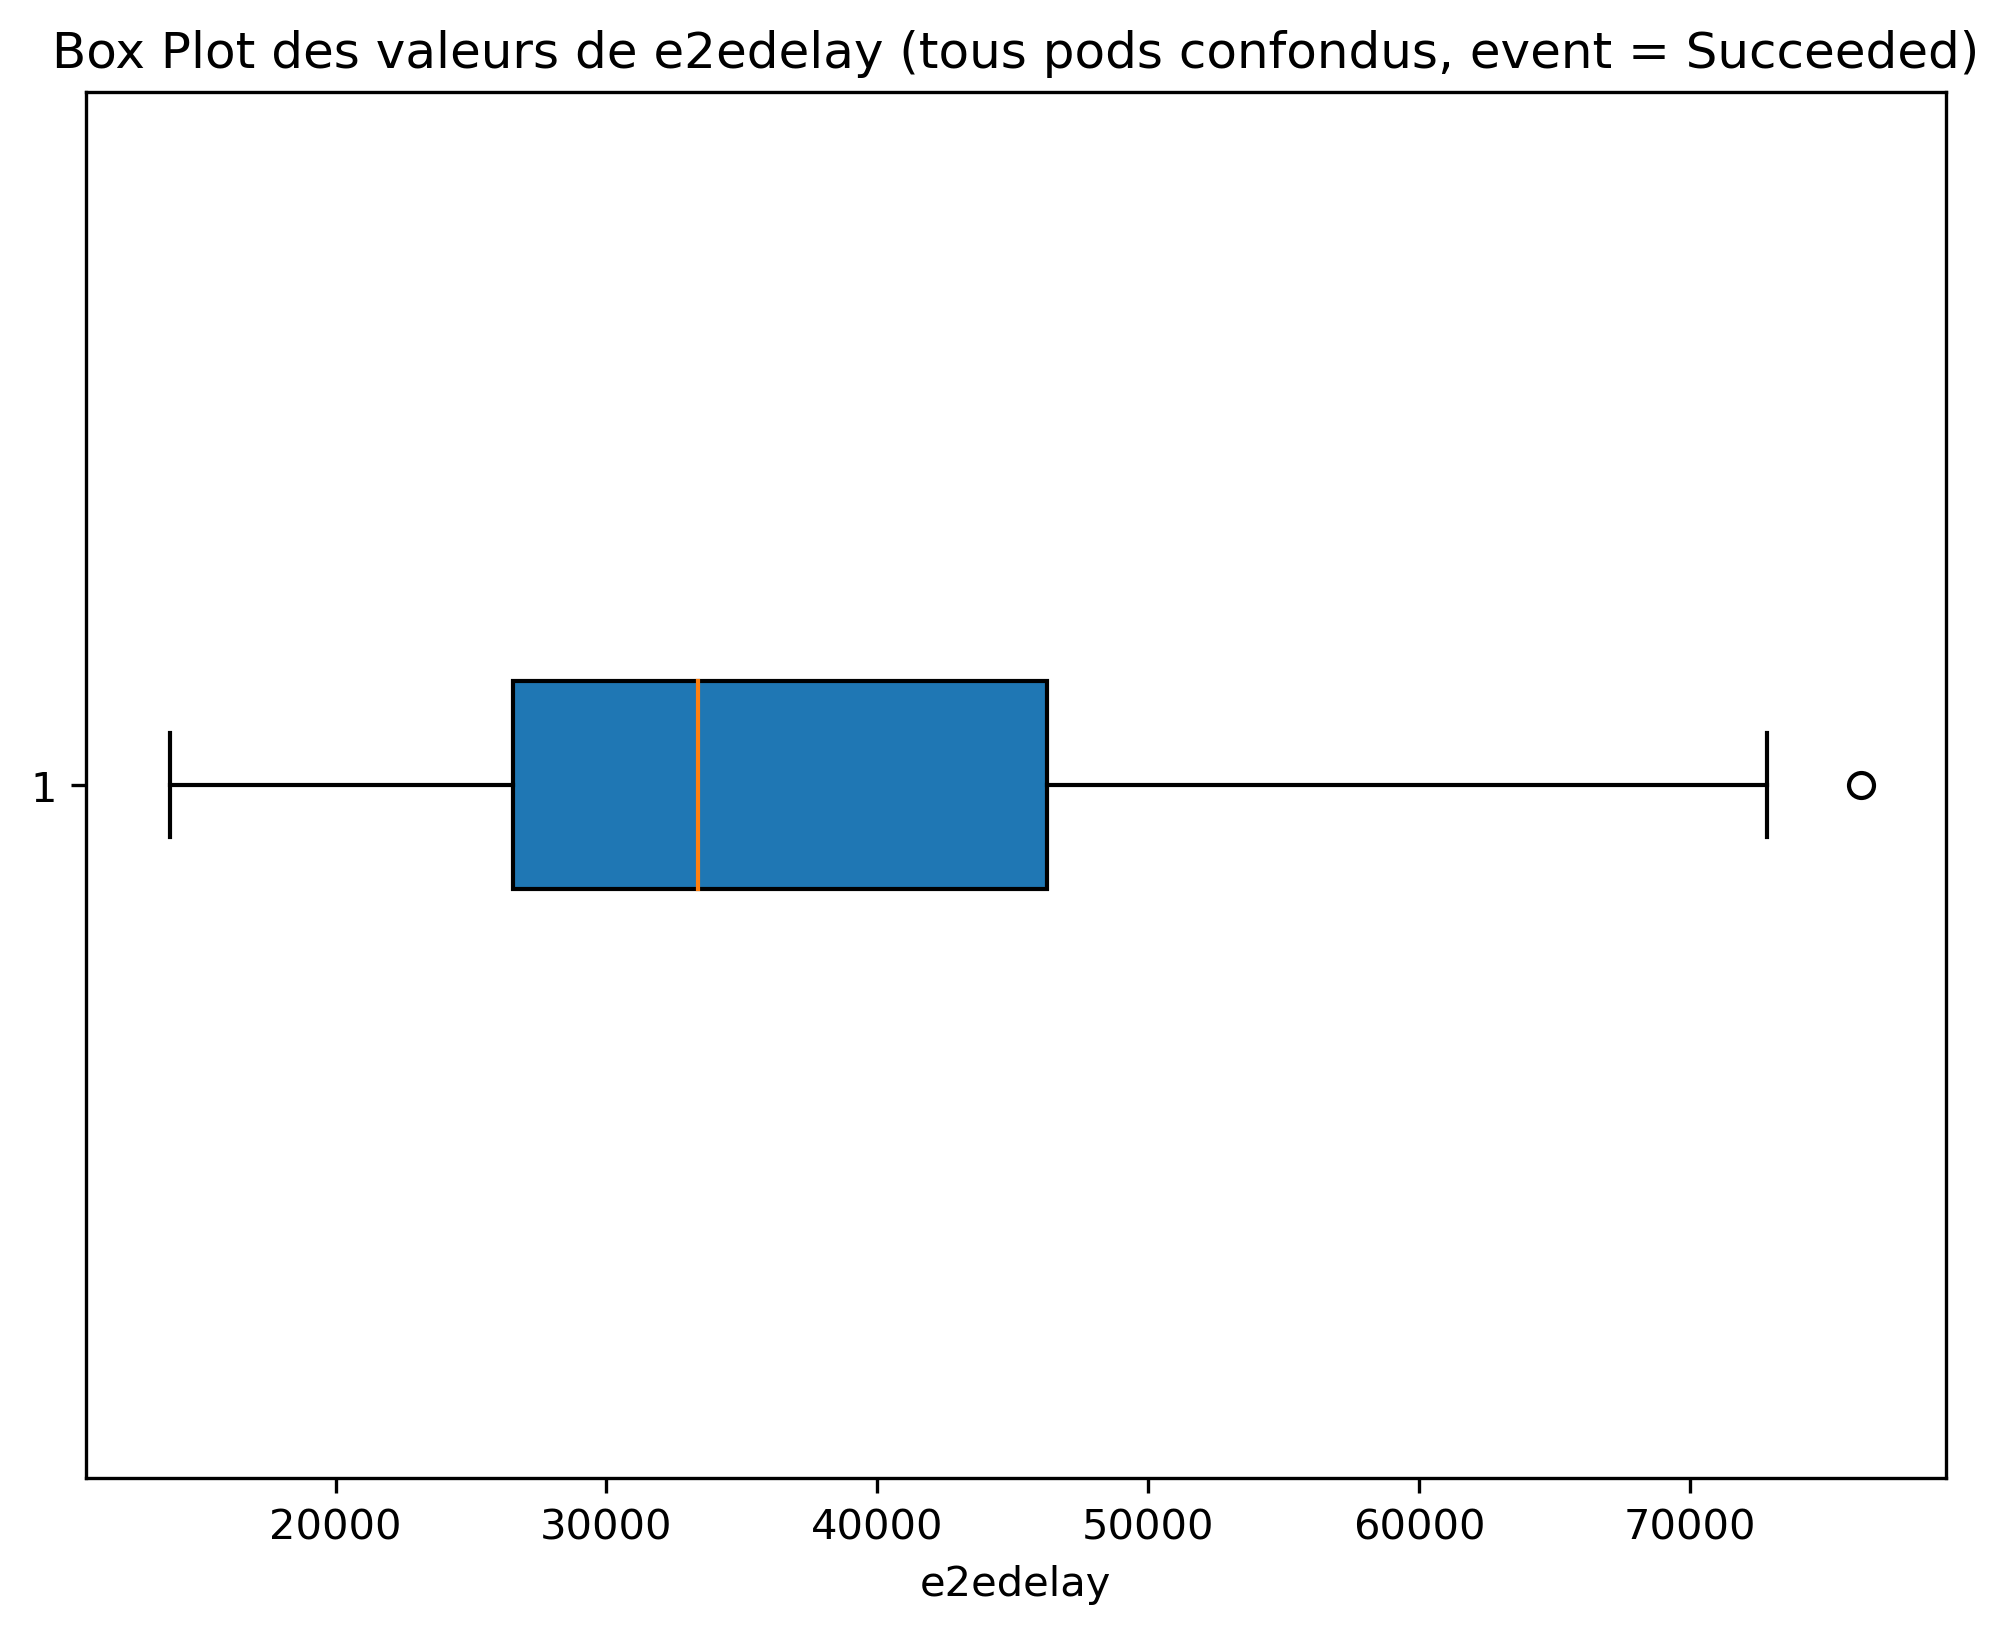 Box Plot des valeurs de e2edelay (tous pods confondus, event = Succeeded)
1
20000 30000 40000 50000 60000 70000
e2edelay